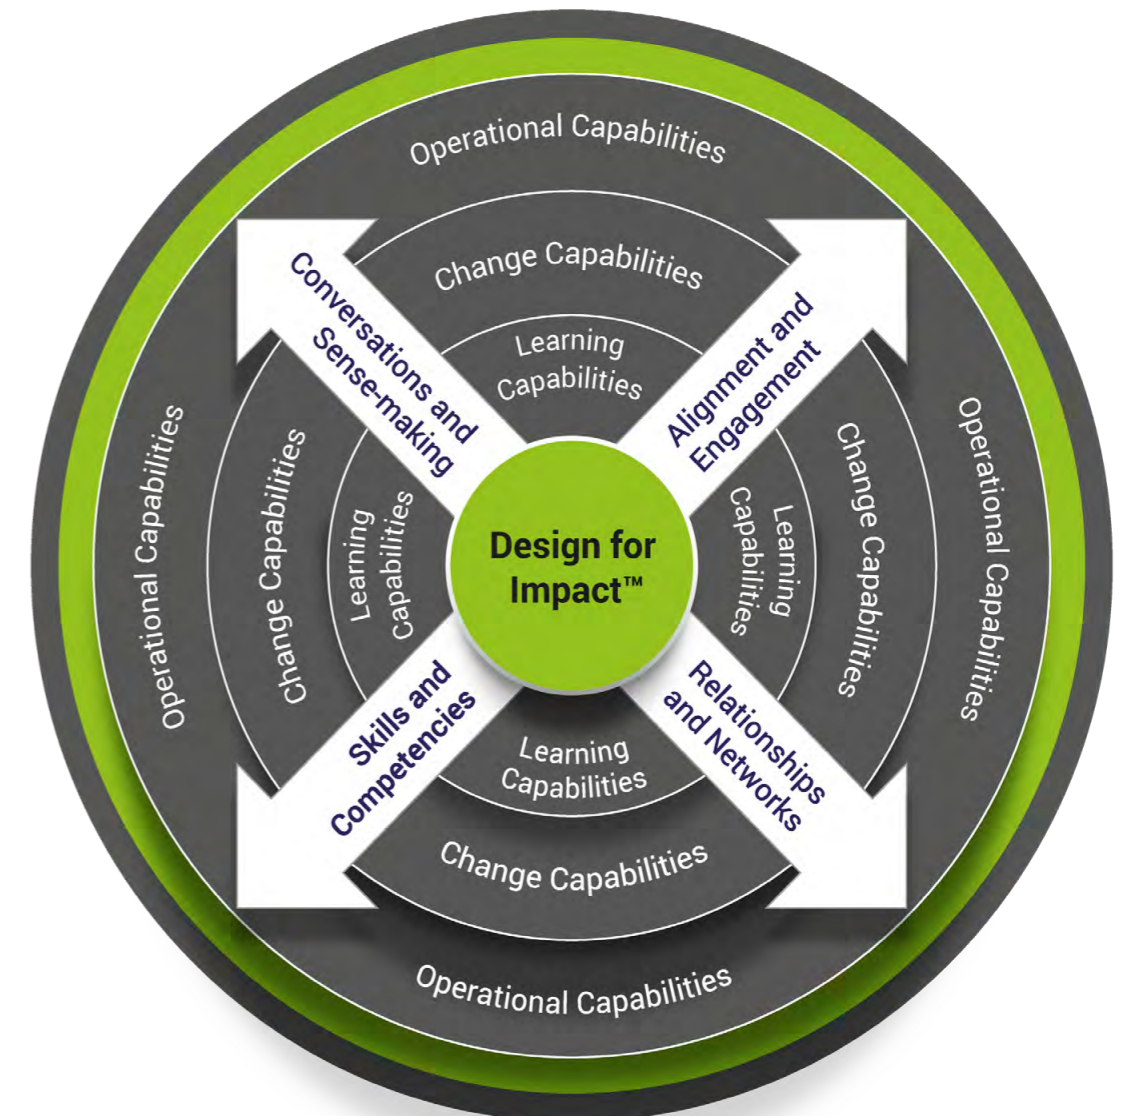 Operational Capabilities
Change Capabilities
Learning
Capabilities
Conversations and
Sense-making
Alignment and
Engagement
Operational Capabilities
Change Capabilities
Learning
Capabilities
Design for
Impact™
Learning
Capabilities
Change Capabilities
Operational Capabilities
Skills and
Competencies
Relationships
and Networks
Learning
Capabilities
Change Capabilities
Operational Capabilities